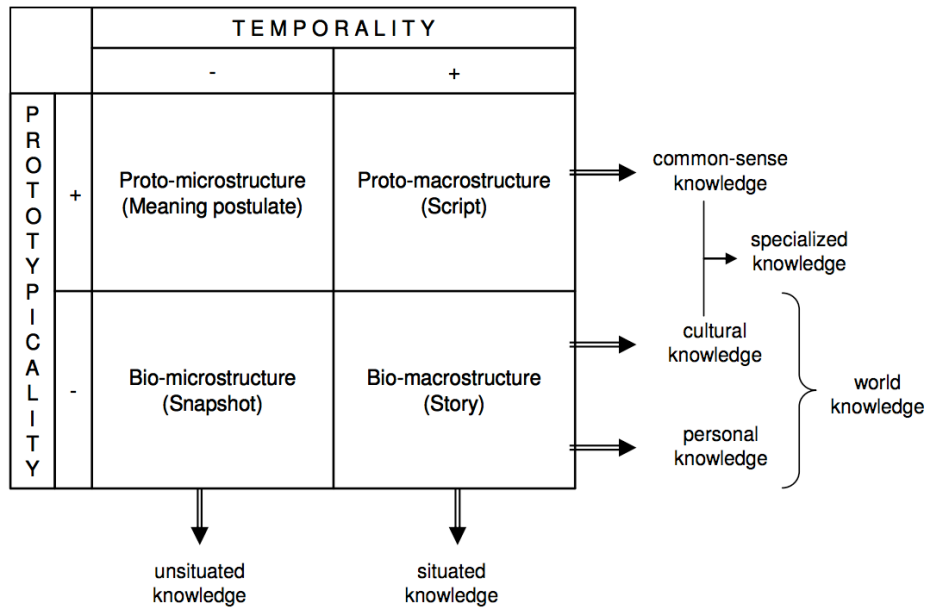 TEMPORALITY
- +
PROTOTYPICALITY
+
Proto-microstructure
(Meaning postulate)
Proto-macrostructure
(Script)
common-sense
knowledge
specialized
knowledge
-
Bio-microstructure
(Snapshot)
Bio-macrostructure
(Story)
cultural
knowledge
personal
knowledge
world
knowledge
unsituated
knowledge
situated
knowledge